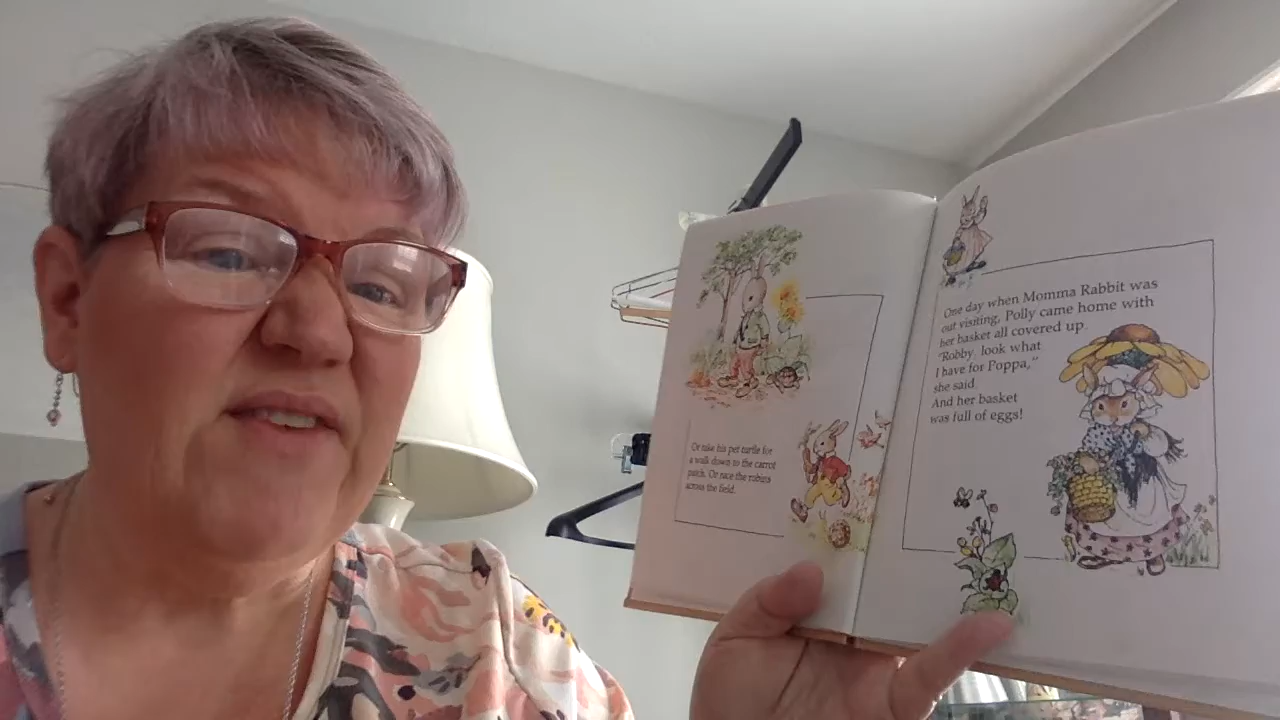 Or take his pet turtle for
a walk down to the carrot
patch. Or race the robins
across the field.
One day when Momma Rabbit was
out visiting, Polly came home with
her basket all covered up.
"Robby, look what
I have for Poppa,"
she said.
And her basket
was full of eggs!